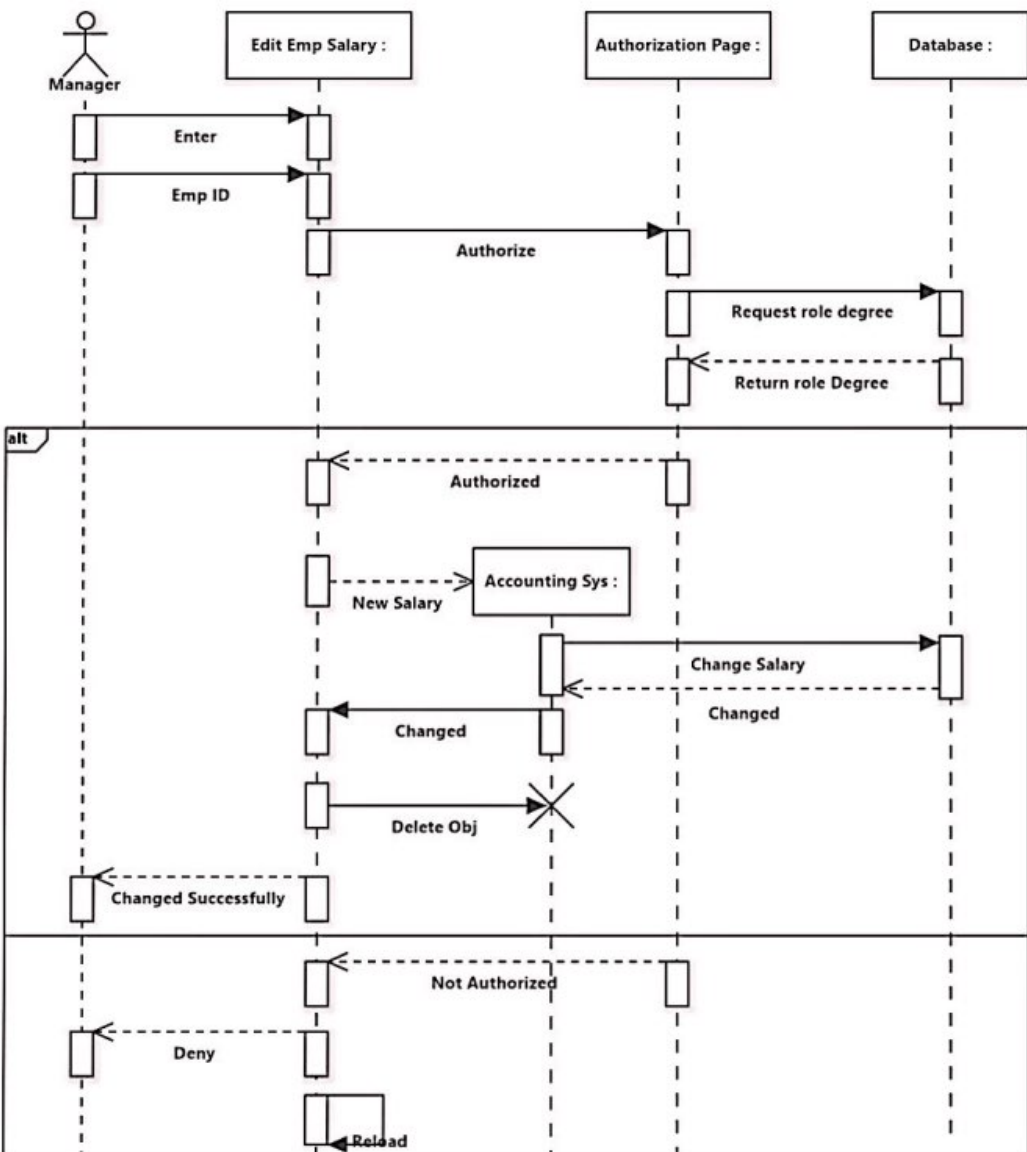 Manager
Edit Emp Salary :
Authorization Page :
Database :
Enter
Emp ID
Authorize
Request role degree
Return role Degree
alt
Authorized
Accounting Sys :
New Salary
Change Salary
Changed
Changed
Delete Obj
Changed Successfully
Not Authorized
Deny
Reload